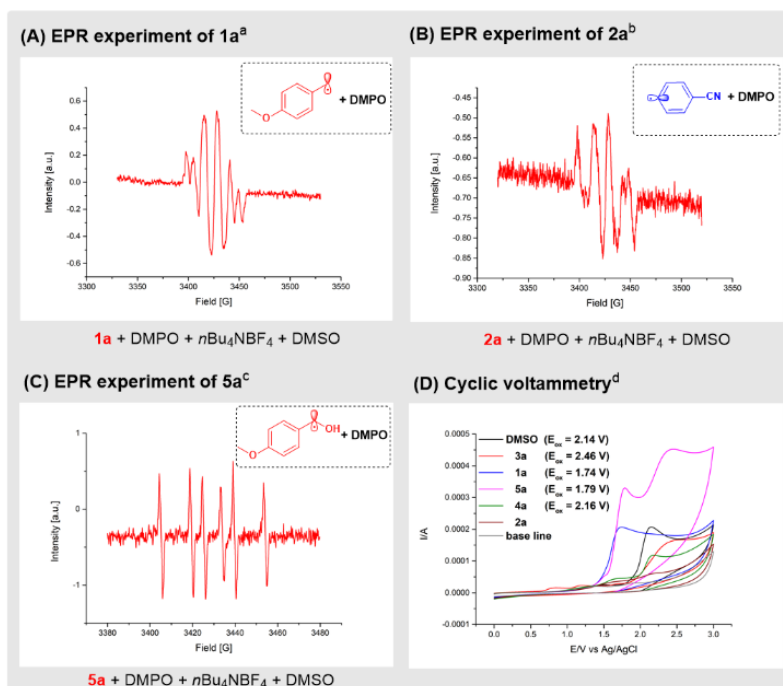 (A) EPR experiment of 1aᵃ
0.6
0.4
0.2
0.0
-0.2
-0.4
-0.6
Intensity [a.u.]
3300
3350
3400
3450
3500
3550
Field [G]
O
+ DMPO
1a + DMPO + nBu₄NBF₄ + DMSO
(B) EPR experiment of 2aᵇ
-0.45
-0.50
-0.55
-0.60
-0.65
-0.70
-0.75
-0.80
-0.85
-0.90
Intensity [a.u.]
3300
3350
3400
3450
3500
3550
Field [G]
CN + DMPO
2a + DMPO + nBu₄NBF₄ + DMSO
(C) EPR experiment of 5aᶜ
0
-1
Intensity [a.u.]
3380
3400
3420
3440
3460
3480
Field [G]
O
OH
+ DMPO
5a + DMPO + nBu₄NBF₄ + DMSO
(D) Cyclic voltammetryᵈ
0.0005
0.0004
0.0003
0.0002
0.0001
0.0000
-0.0001
I/A
DMSO (Eₒₓ = 2.14 V)
3a (Eₒₓ = 2.46 V)
1a (Eₒₓ = 1.74 V)
5a (Eₒₓ = 1.79 V)
4a (Eₒₓ = 2.16 V)
2a
base line
0.0
0.5
1.0
1.5
2.0
2.5
3.0
E/V vs Ag/AgCl